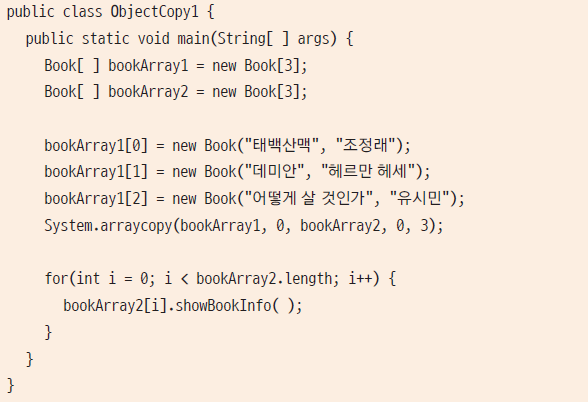 public class ObjectCopy1 {
public static void main(String[ ] args) {
Book[ ] bookArray1 = new Book[3];
Book[ ] bookArray2 = new Book[3];
bookArray1[0] = new Book("태백산맥", "조정래");
bookArray1[1] = new Book("데미안", "헤르만 헤세");
bookArray1[2] = new Book("어떻게 살 것인가", "유시민");
System.arraycopy(bookArray1, 0, bookArray2, 0, 3);
for(int i = 0; i < bookArray2.length; i++) {
bookArray2[i].showBookInfo( );
}
}
}